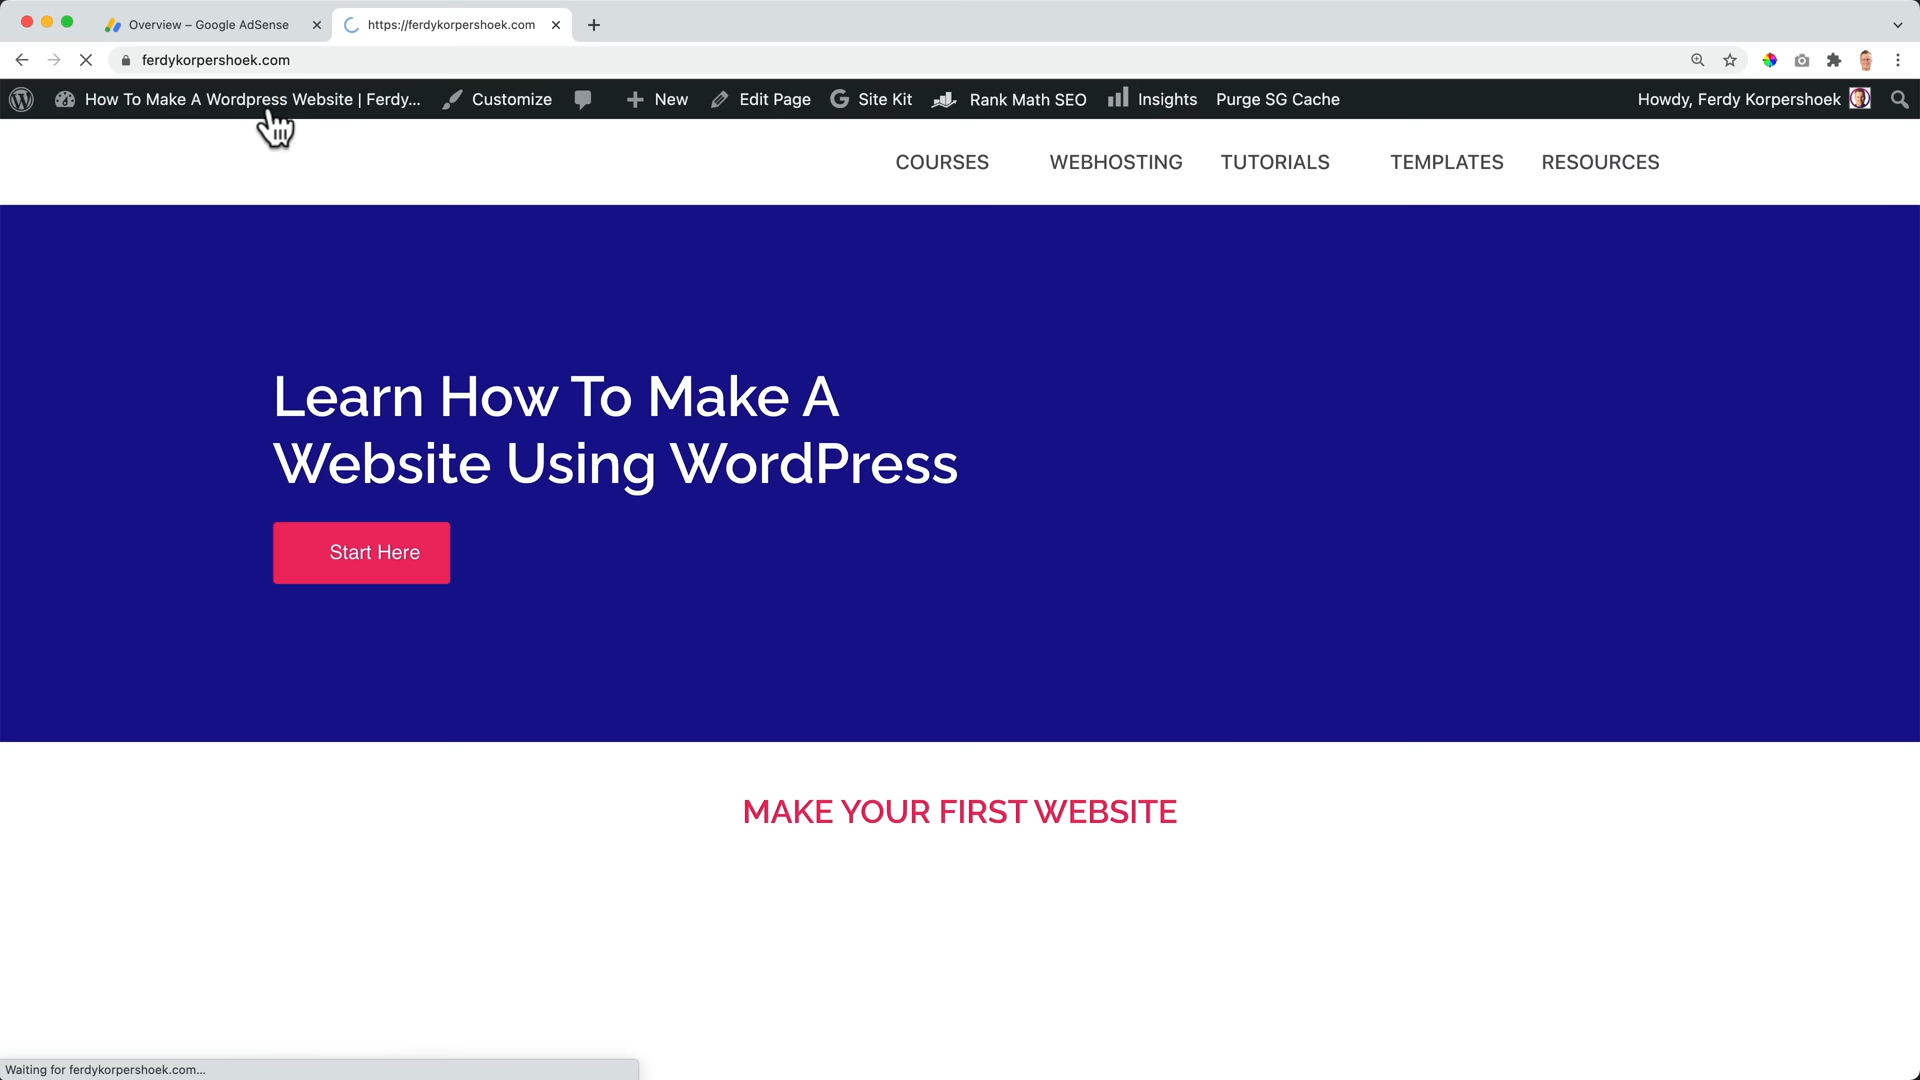 Overview – Google AdSense
https://ferdykorpershoek.com
ferdykorpershoek.com
How To Make A Wordpress Website | Ferdy... Customize New Edit Page Site Kit Rank Math SEO Insights Purge SG Cache Howdy, Ferdy Korpershoek
COURSES WEBHOSTING TUTORIALS TEMPLATES RESOURCES
Learn How To Make A
Website Using WordPress
Start Here
MAKE YOUR FIRST WEBSITE
Waiting for ferdykorpershoek.com...